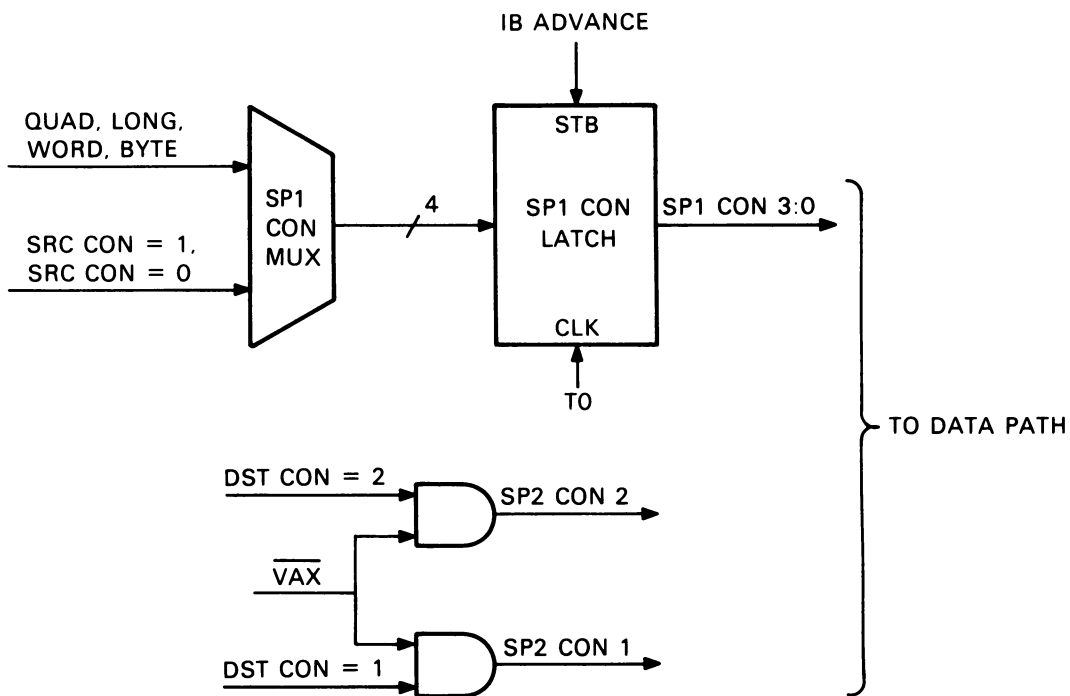 IB ADVANCE
QUAD, LONG,
WORD, BYTE
STB
SP1
CON
MUX
4
SP1 CON
LATCH
SP1 CON 3:0
SRC CON = 1,
SRC CON = 0
CLK
T0
TO DATA PATH
DST CON = 2
SP2 CON 2
VAX
SP2 CON 1
DST CON = 1